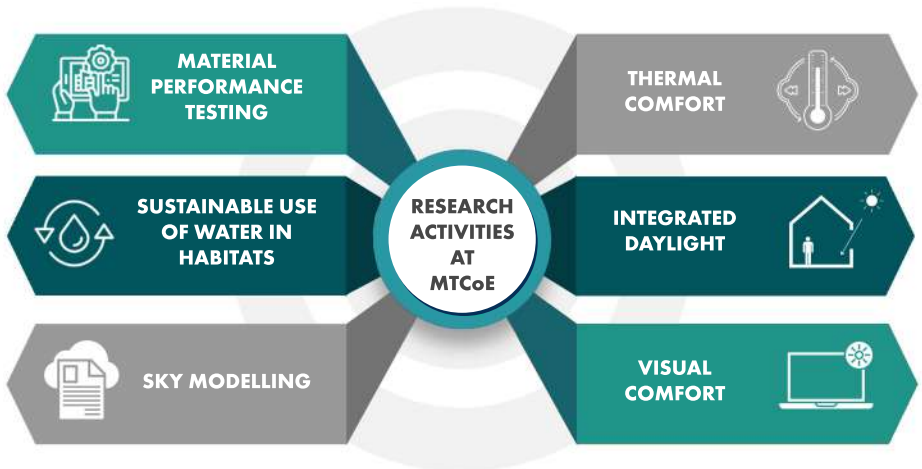 MATERIAL
PERFORMANCE
TESTING
SUSTAINABLE USE
OF WATER IN
HABITATS
SKY MODELLING
RESEARCH
ACTIVITIES
AT
MTCoE
THERMAL
COMFORT
INTEGRATED
DAYLIGHT
VISUAL
COMFORT